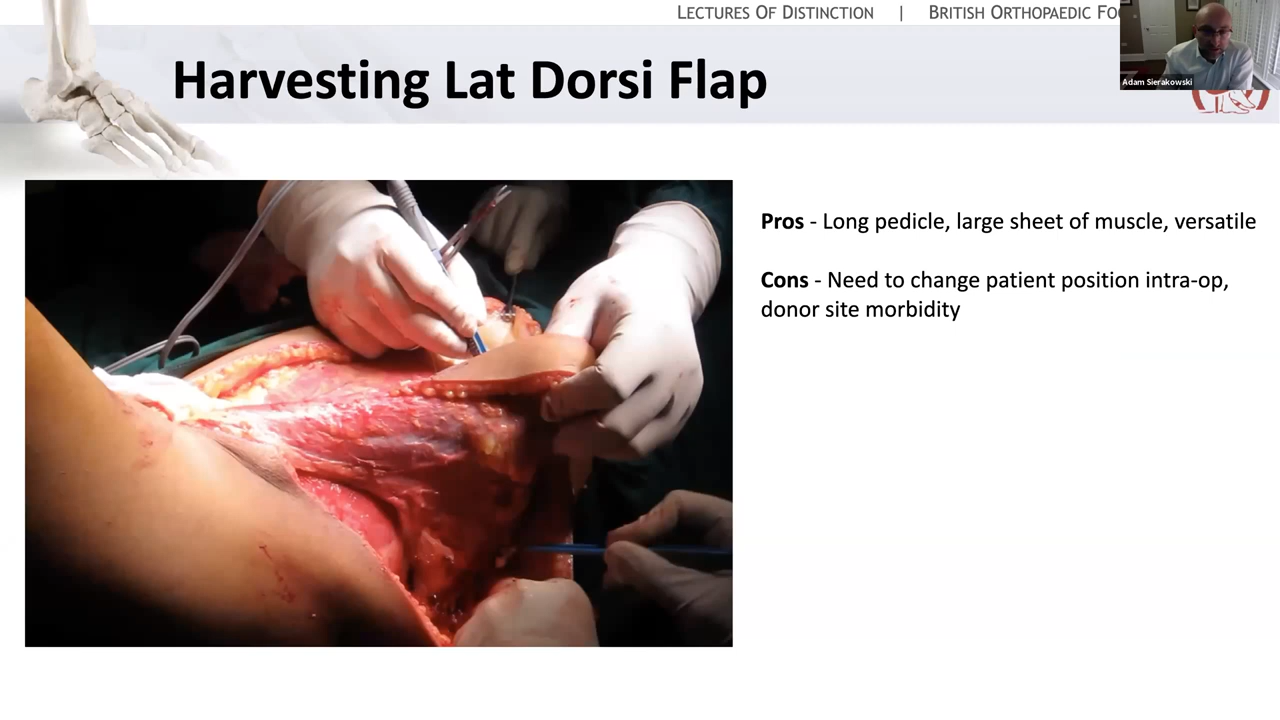 LECTURES OF DISTINCTION | BRITISH ORTHOPAEDIC
Adam Sierakowski
Harvesting Lat Dorsi Flap
Pros - Long pedicle, large sheet of muscle, versatile
Cons - Need to change patient position intra-op,
donor site morbidity